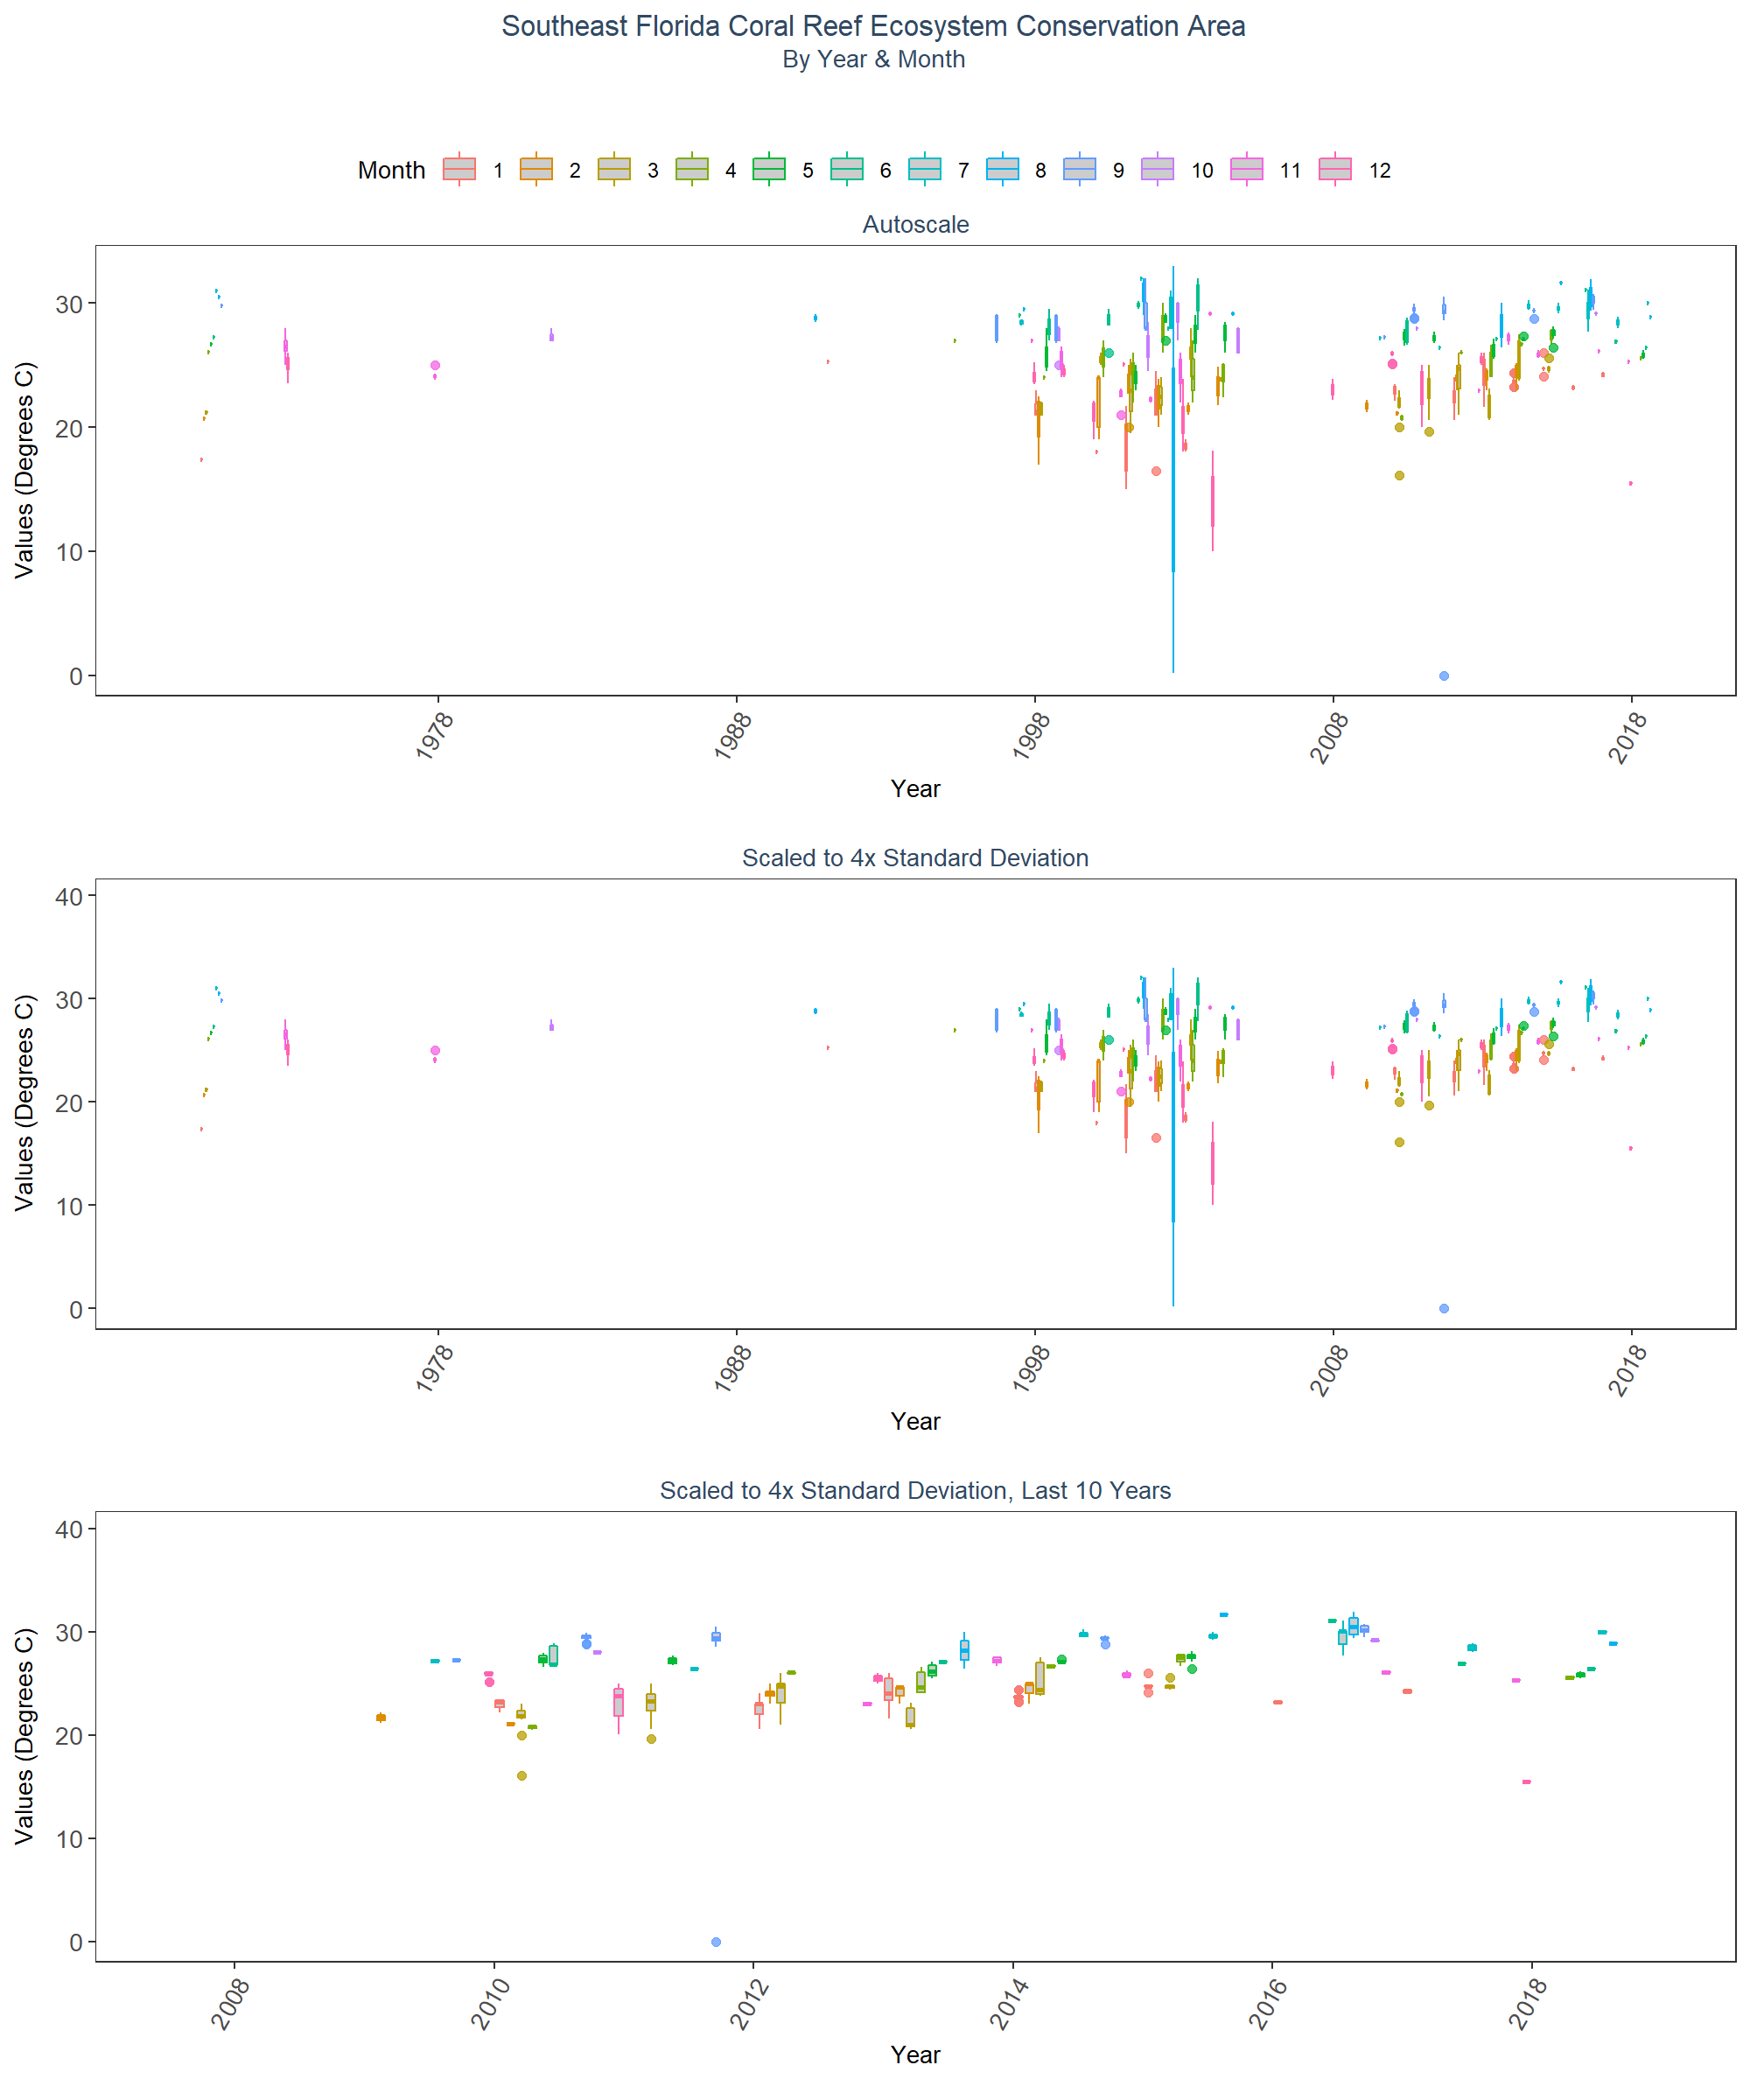 Southeast Florida Coral Reef Ecosystem Conservation Area
By Year & Month
Month 1 2 3 4 5 6 7 8 9 10 11 12
Autoscale
Values (Degrees C)
30
20
10
0
1978 1988 1998 2008 2018
Year
Scaled to 4x Standard Deviation
Values (Degrees C)
40
30
20
10
0
1978 1988 1998 2008 2018
Year
Scaled to 4x Standard Deviation, Last 10 Years
Values (Degrees C)
40
30
20
10
0
2008 2010 2012 2014 2016 2018
Year